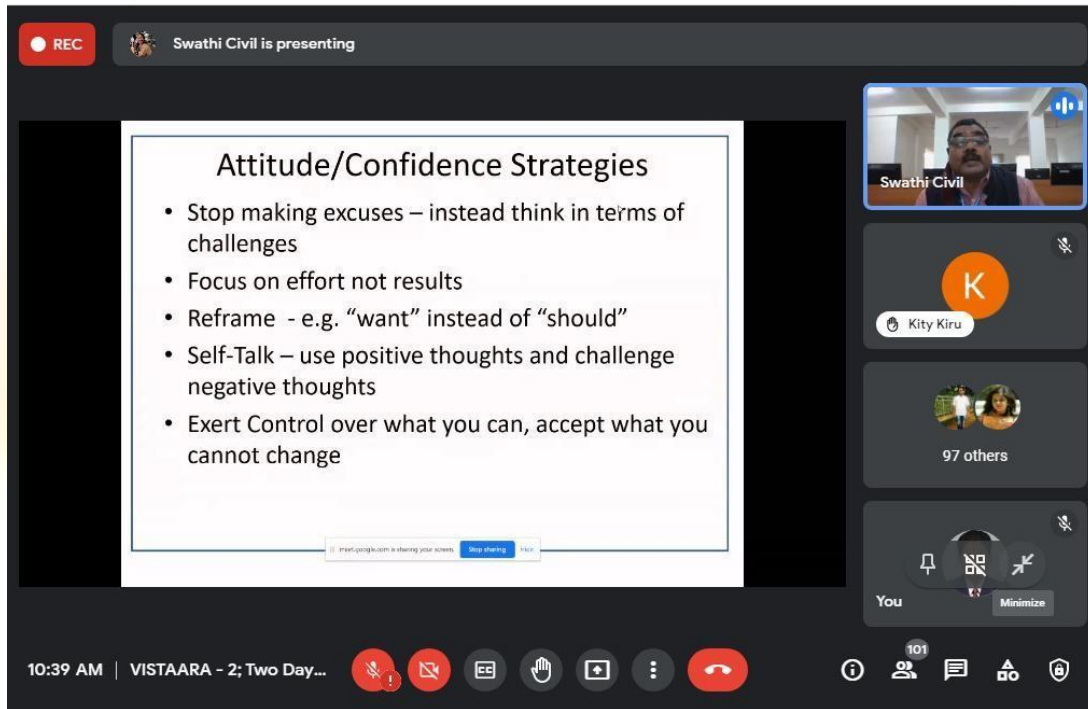 REC
Swathi Civil is presenting
Attitude/Confidence Strategies
• Stop making excuses – instead think in terms of
challenges
• Focus on effort not results
• Reframe - e.g. “want” instead of “should”
• Self-Talk – use positive thoughts and challenge
negative thoughts
• Exert Control over what you can, accept what you
cannot change
meet.google.com is sharing your screen.
Stop sharing
Hide
Swathi Civil
K
Kity Kiru
97 others
You
Minimize
10:39 AM | VISTAARA - 2; Two Day...
CC
101